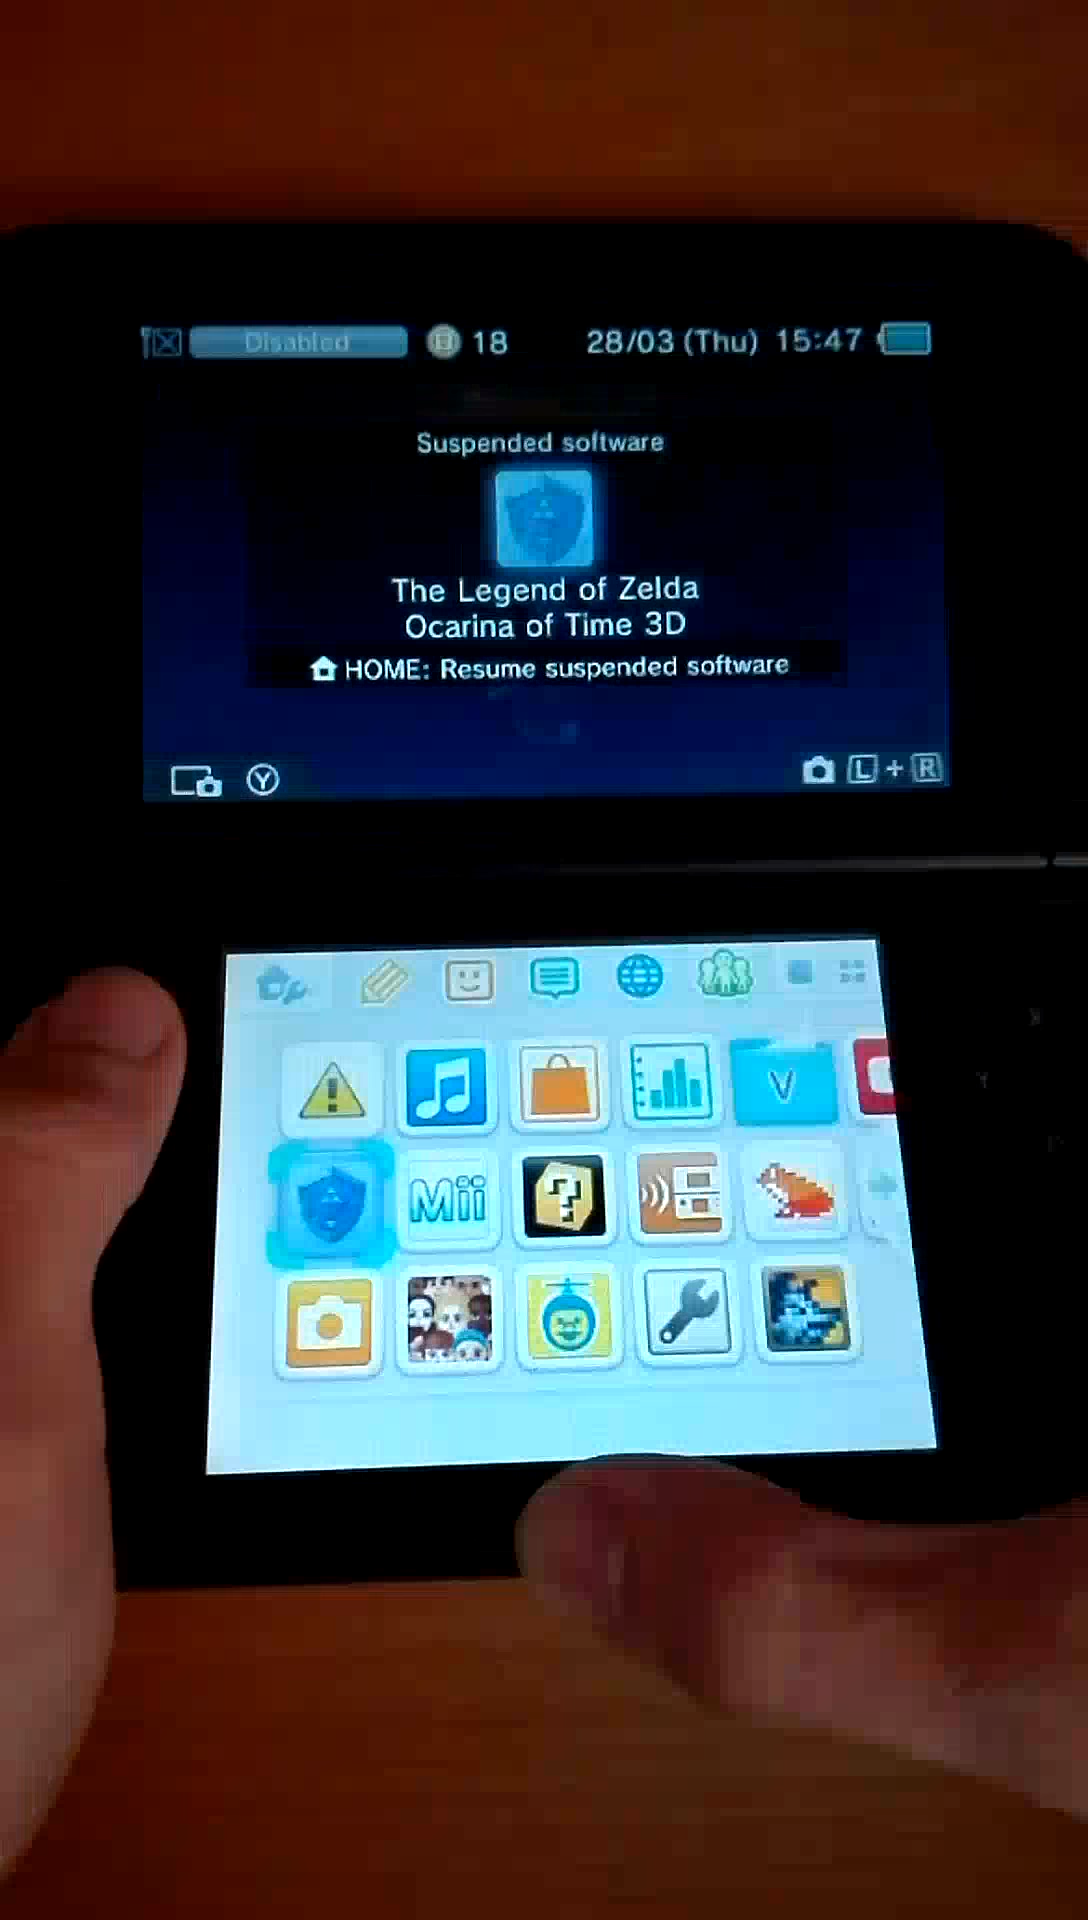 Disabled
18
28/03 (Thu) 15:47
Suspended software
The Legend of Zelda
Ocarina of Time 3D
HOME: Resume suspended software
Y
L + R
V
Mii
?
X
Y